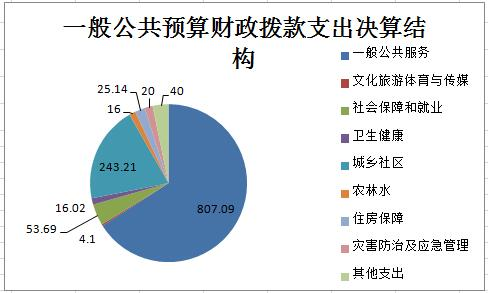 一般公共预算财政拨款支出决算结
构
一般公共服务
文化旅游体育与传媒
社会保障和就业
卫生健康
城乡社区
农林水
住房保障
灾害防治及应急管理
其他支出
25.14
20
40
16
243.21
16.02
53.69
4.1
807.09